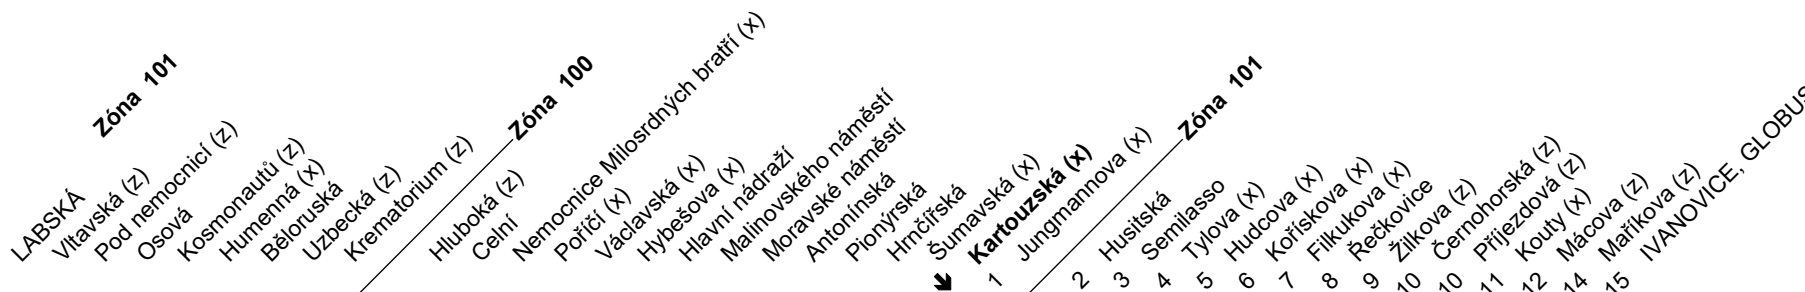 Zóna 101
LABSKÁ
Vltavská (z)
Pod nemocnicí (z)
Osová
Kosmonautů (z)
Humenná (x)
Běloruská
Uzbecká (z)
Krematorium (z)
Zóna 100
Hluboká (z)
Celní
Nemocnice Milosrdných bratří (x)
Poříčí (x)
Václavská (x)
Hybešova (x)
Hlavní nádraží
Malinovského náměstí
Moravské náměstí
Antonínská
Pionýrská
Hrnčířská
Šumavská (x)
Kartouzská (x)
1 Jungmannova (x)
Zóna 101
2 Husitská
3 Semilasso
4 Tylova (x)
5 Hudcova (x)
6 Kořískova (x)
7 Filkukova (x)
8 Řečkovice
9 Žilkova (z)
10 Černohorská (z)
10 Příjezdová (z)
11 Kouty (x)
12 Mácova (z)
14 Maříkova (z)
15 IVANOVICE, GLOBUS